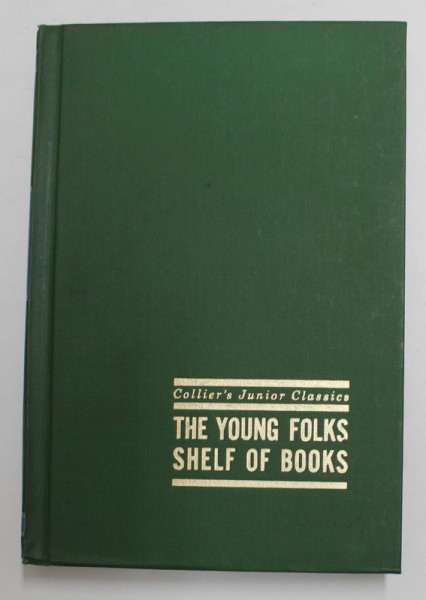 Collier's Junior Classics
THE YOUNG FOLKS
SHELF OF BOOKS